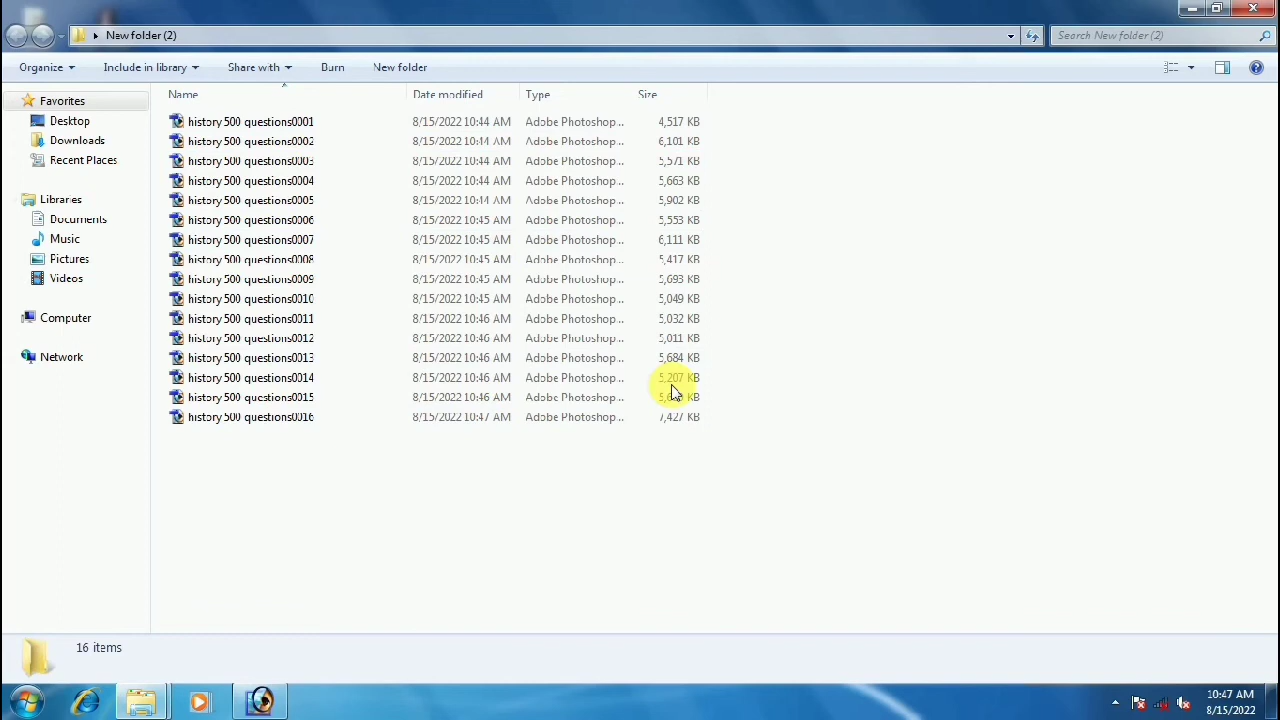 New folder (2)
Search New folder (2)
Organize
Include in library
Share with
Burn
New folder
Name Date modified Type Size
Favorites
Desktop
Downloads
Recent Places
Libraries
Documents
Music
Pictures
Videos
Computer
Network
history 500 questions0001 8/15/2022 10:44 AM Adobe Photoshop... 4,517 KB
history 500 questions0002 8/15/2022 10:44 AM Adobe Photoshop... 6,101 KB
history 500 questions0003 8/15/2022 10:44 AM Adobe Photoshop... 5,571 KB
history 500 questions0004 8/15/2022 10:44 AM Adobe Photoshop... 5,663 KB
history 500 questions0005 8/15/2022 10:44 AM Adobe Photoshop... 5,902 KB
history 500 questions0006 8/15/2022 10:45 AM Adobe Photoshop... 5,553 KB
history 500 questions0007 8/15/2022 10:45 AM Adobe Photoshop... 6,111 KB
history 500 questions0008 8/15/2022 10:45 AM Adobe Photoshop... 5,417 KB
history 500 questions0009 8/15/2022 10:45 AM Adobe Photoshop... 5,693 KB
history 500 questions0010 8/15/2022 10:45 AM Adobe Photoshop... 5,049 KB
history 500 questions0011 8/15/2022 10:46 AM Adobe Photoshop... 5,032 KB
history 500 questions0012 8/15/2022 10:46 AM Adobe Photoshop... 5,011 KB
history 500 questions0013 8/15/2022 10:46 AM Adobe Photoshop... 5,684 KB
history 500 questions0014 8/15/2022 10:46 AM Adobe Photoshop... 5,207 KB
history 500 questions0015 8/15/2022 10:46 AM Adobe Photoshop... KB
history 500 questions0016 8/15/2022 10:47 AM Adobe Photoshop... 7,427 KB
16 items
10:47 AM
8/15/2022